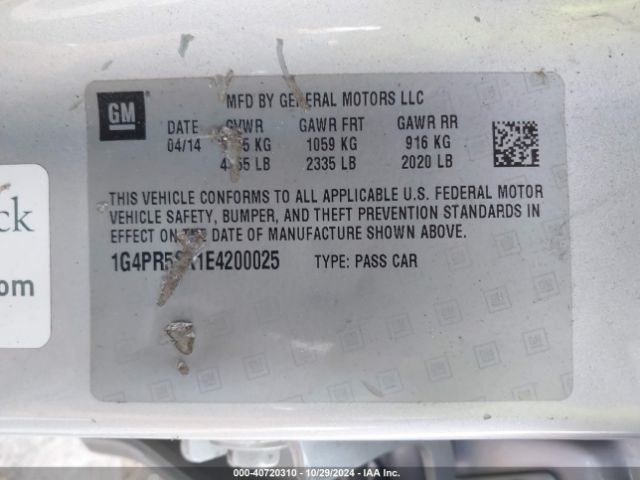 GM
MFD BY GENERAL MOTORS LLC
DATE GVWR GAWR FRT GAWR RR
04/14 KG 1059 KG 916 KG
LB 2335 LB 2020 LB
THIS VEHICLE CONFORMS TO ALL APPLICABLE U.S. FEDERAL MOTOR
VEHICLE SAFETY, BUMPER, AND THEFT PREVENTION STANDARDS IN
EFFECT ON THE DATE OF MANUFACTURE SHOWN ABOVE.
TYPE: PASS CAR
ck
om
000-40720310 | 10/29/2024 | IAA Inc.